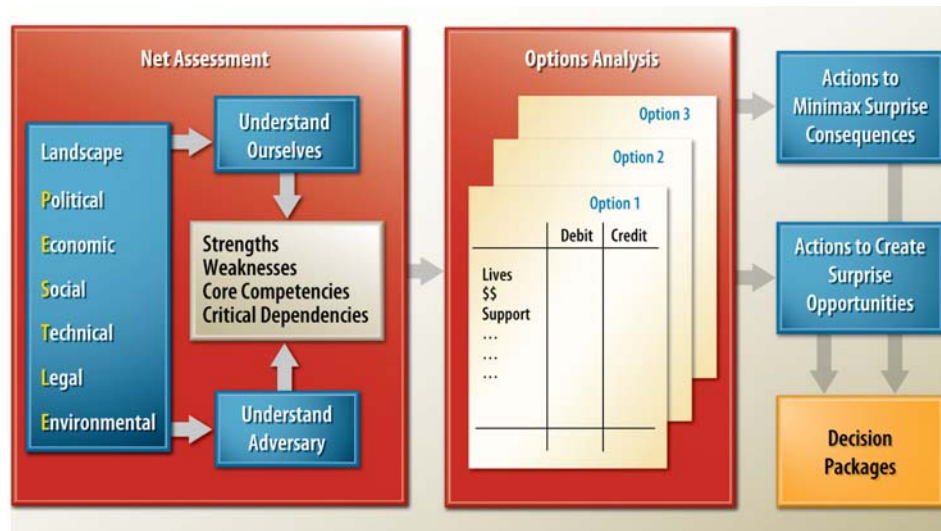 Net Assessment
Landscape
Political
Economic
Social
Technical
Legal
Environmental
Understand
Ourselves
Strengths
Weaknesses
Core Competencies
Critical Dependencies
Understand
Adversary
Options Analysis
Option 3
Option 2
Option 1
Debit Credit
Lives
$$
Support
...
...
...
Actions to
Minimax Surprise
Consequences
Actions to Create
Surprise
Opportunities
Decision
Packages